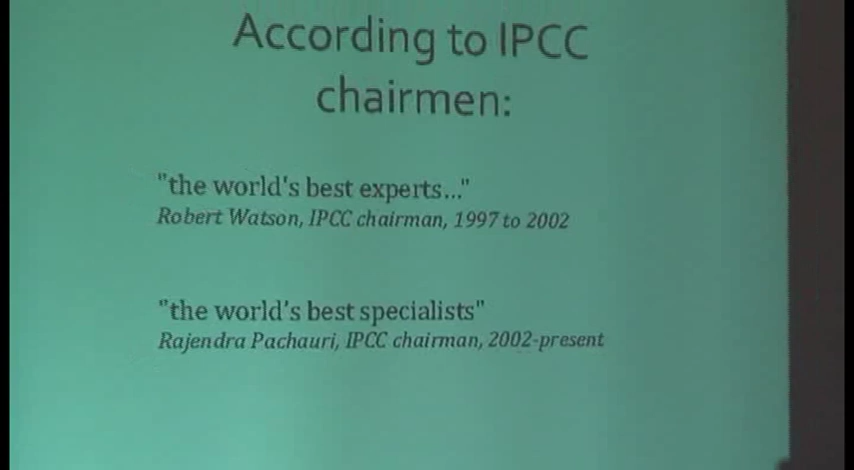 According to IPCC
chairmen:
"the world's best experts..."
Robert Watson, IPCC chairman, 1997 to 2002
"the world's best specialists"
Rajendra Pachauri, IPCC chairman, 2002-present